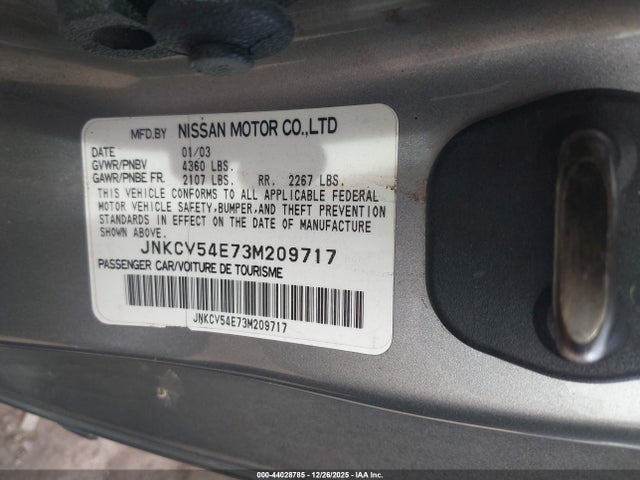 MFD.BY NISSAN MOTOR CO.,LTD
DATE 01/03
GVWR/PNBV 4360 LBS.
GAWR/PNBE FR. 2107 LBS. RR. 2267 LBS.
THIS VEHICLE CONFORMS TO ALL APPLICABLE FEDERAL
MOTOR VEHICLE SAFETY,BUMPER,AND THEFT PREVENTION
STANDARDS IN EFFECT ON THE DATE OF MANUFACTURE
SHOWN ABOVE.
JNKCV54E73M209717
PASSENGER CAR/VOITURE DE TOURISME
JNKCV54E73M209717
000-44028785 - 12/26/2025 - IAA Inc.